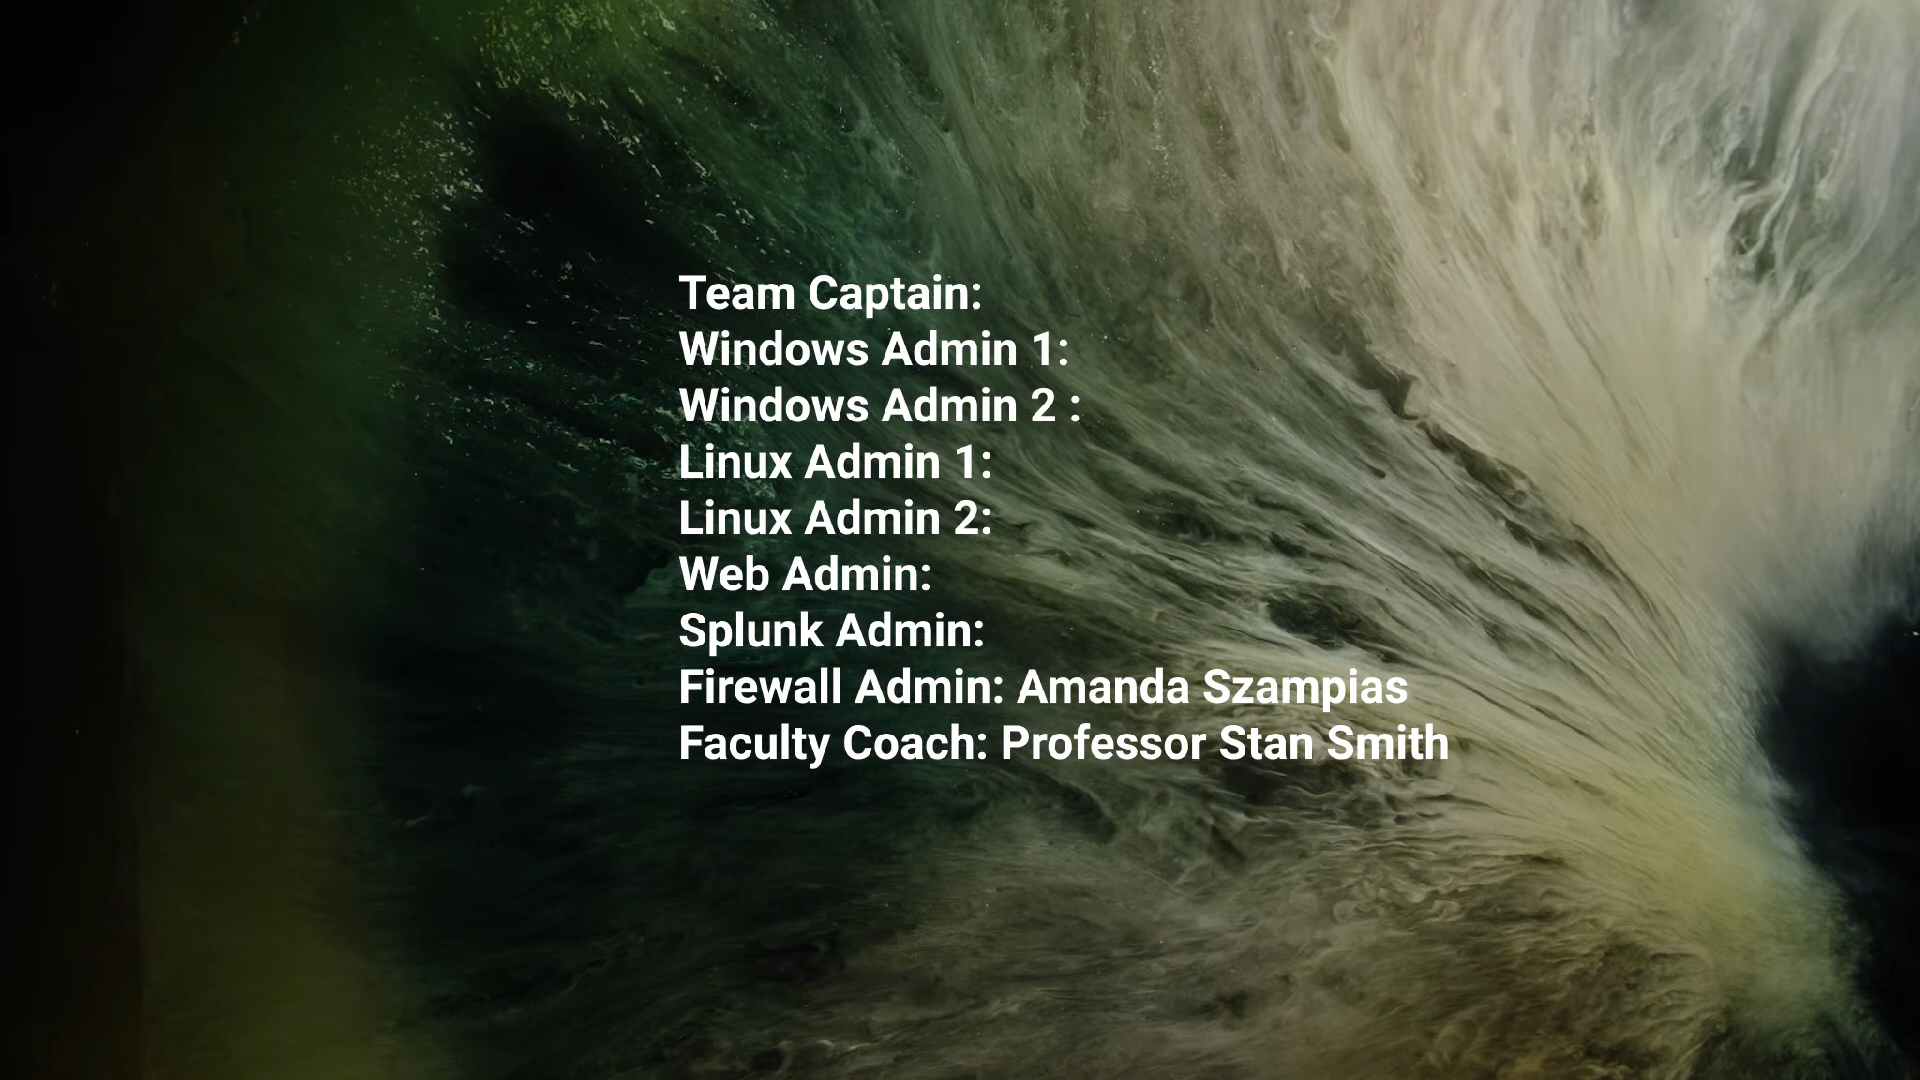 Team Captain:
Windows Admin 1:
Windows Admin 2 :
Linux Admin 1:
Linux Admin 2:
Web Admin:
Splunk Admin:
Firewall Admin: Amanda Szampias
Faculty Coach: Professor Stan Smith